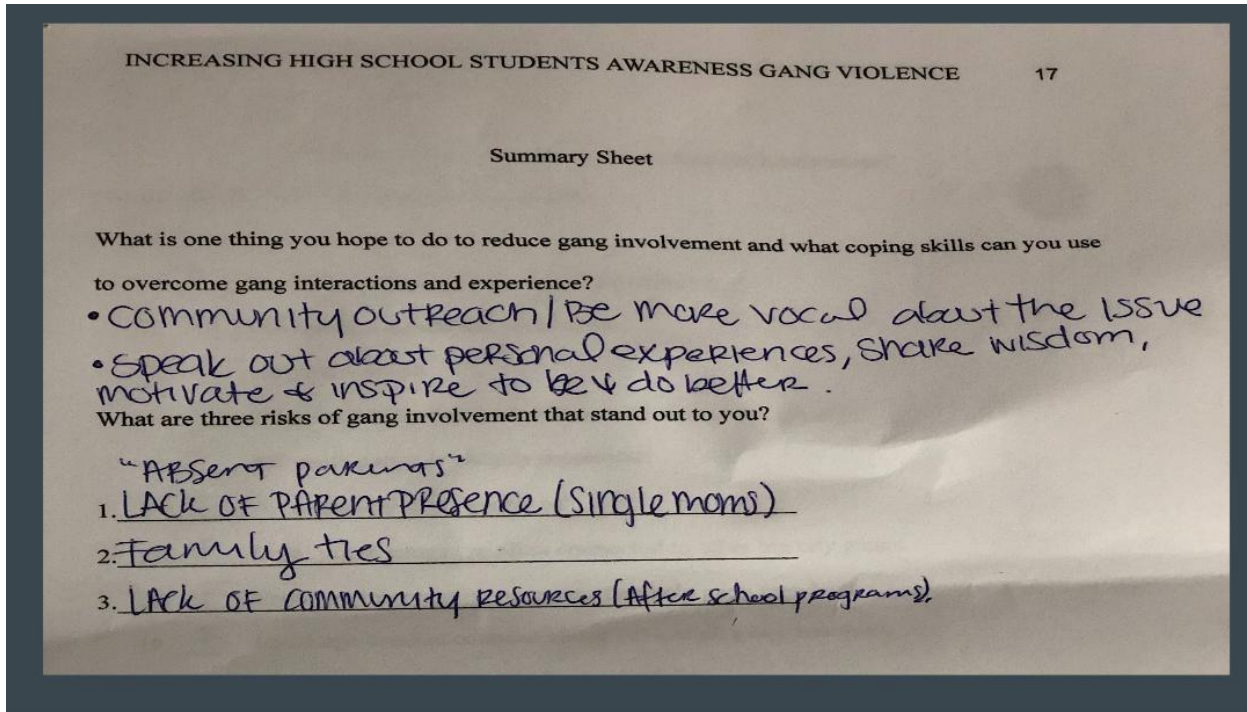 INCREASING HIGH SCHOOL STUDENTS AWARENESS GANG VIOLENCE 17
Summary Sheet
What is one thing you hope to do to reduce gang involvement and what coping skills can you use
to overcome gang interactions and experience?
• Community outreach / Be more vocal about the issue
• Speak out about personal experiences, share wisdom,
motivate & inspire to be & do better.
What are three risks of gang involvement that stand out to you?
"Absent parents"
1. Lack of parent presence (single moms)
2. Family ties
3. Lack of community resources (After school programs).